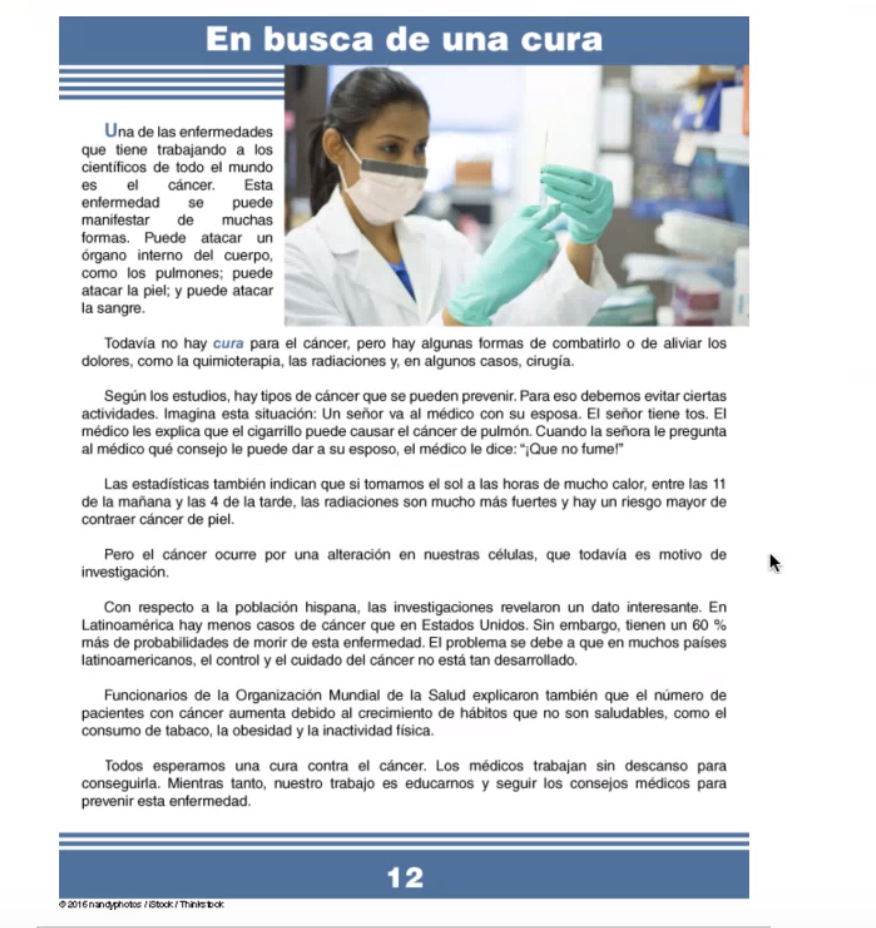 En busca de una cura
Una de las enfermedades
que tiene trabajando a los
científicos de todo el mundo
es el cáncer. Esta
enfermedad se puede
manifestar de muchas
formas. Puede atacar un
órgano interno del cuerpo,
como los pulmones; puede
atacar la piel; y puede atacar
la sangre.
Todavía no hay cura para el cáncer, pero hay algunas formas de combatirlo o de aliviar los
dolores, como la quimioterapia, las radiaciones y, en algunos casos, cirugía.
Según los estudios, hay tipos de cáncer que se pueden prevenir. Para eso debemos evitar ciertas
actividades. Imagina esta situación: Un señor va al médico con su esposa. El señor tiene tos. El
médico les explica que el cigarrillo puede causar el cáncer de pulmón. Cuando la señora le pregunta
al médico qué consejo le puede dar a su esposo, el médico le dice: “¡Que no fume!”
Las estadísticas también indican que si tomamos el sol a las horas de mucho calor, entre las 11
de la mañana y las 4 de la tarde, las radiaciones son mucho más fuertes y hay un riesgo mayor de
contraer cáncer de piel.
Pero el cáncer ocurre por una alteración en nuestras células, que todavía es motivo de
investigación.
Con respecto a la población hispana, las investigaciones revelaron un dato interesante. En
Latinoamérica hay menos casos de cáncer que en Estados Unidos. Sin embargo, tienen un 60 %
más de probabilidades de morir de esta enfermedad. El problema se debe a que en muchos países
latinoamericanos, el control y el cuidado del cáncer no está tan desarrollado.
Funcionarios de la Organización Mundial de la Salud explicaron también que el número de
pacientes con cáncer aumenta debido al crecimiento de hábitos que no son saludables, como el
consumo de tabaco, la obesidad y la inactividad física.
Todos esperamos una cura contra el cáncer. Los médicos trabajan sin descanso para
conseguirla. Mientras tanto, nuestro trabajo es educarnos y seguir los consejos médicos para
prevenir esta enfermedad.
12
© 2016 nandyphotos / iStock / Thinkstock